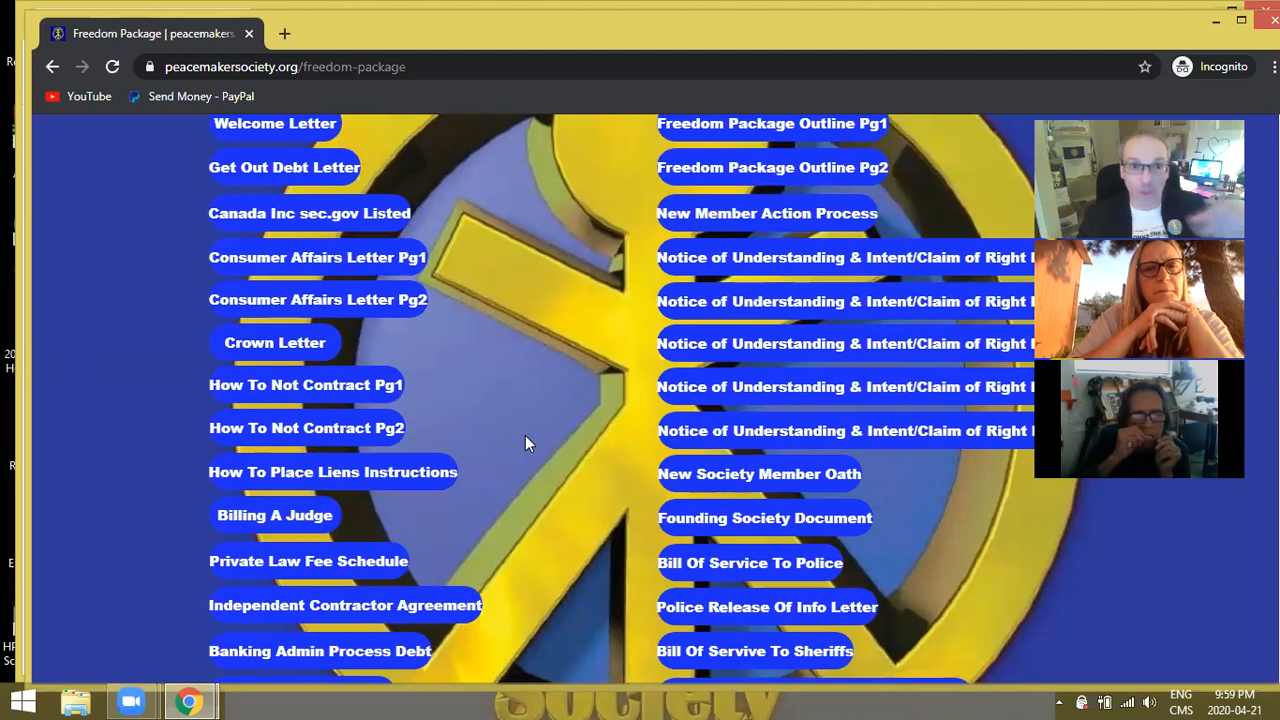 Freedom Package | peacemakers
peacemakersociety.org/freedom-package
Incognito
YouTube
Send Money - PayPal
Welcome Letter
Get Out Debt Letter
Canada Inc sec.gov Listed
Consumer Affairs Letter Pg1
Consumer Affairs Letter Pg2
Crown Letter
How To Not Contract Pg1
How To Not Contract Pg2
How To Place Liens Instructions
Billing A Judge
Private Law Fee Schedule
Independent Contractor Agreement
Banking Admin Process Debt
Freedom Package Outline Pg1
Freedom Package Outline Pg2
New Member Action Process
Notice of Understanding & Intent/Claim of Right
Notice of Understanding & Intent/Claim of Right
Notice of Understanding & Intent/Claim of Right
Notice of Understanding & Intent/Claim of Right
Notice of Understanding & Intent/Claim of Right
New Society Member Oath
Founding Society Document
Bill Of Service To Police
Police Release Of Info Letter
Bill Of Servive To Sheriffs
I
Society
ENG
CMS
9:59 PM
2020-04-21